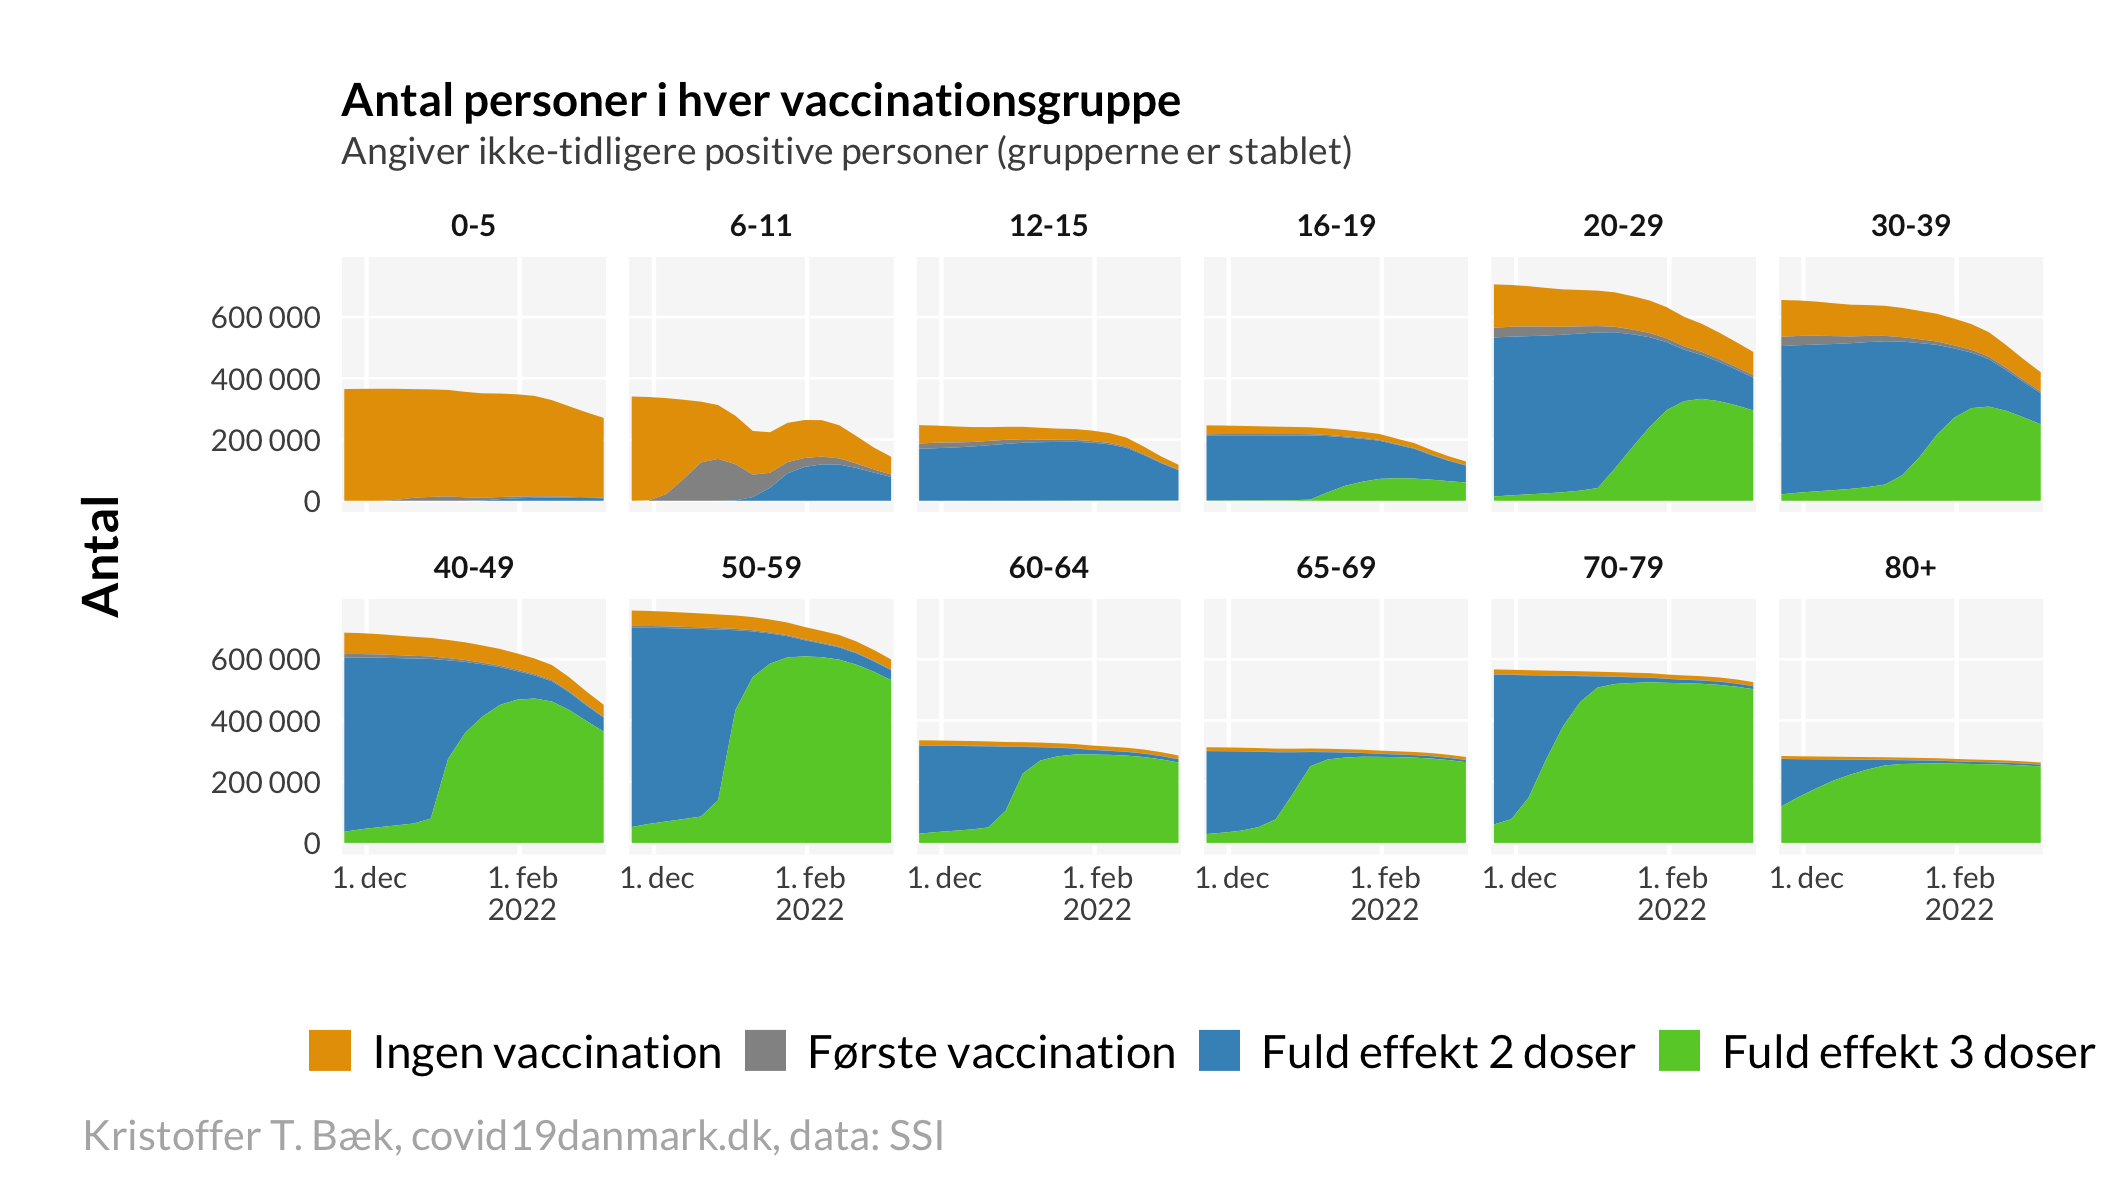 Antal personer i hver vaccinationsgruppe
Angiver ikke-tidligere positive personer (grupperne er stablet)
0-5 6-11 12-15 16-19 20-29 30-39
600 000
400 000
200 000
0
Antal
40-49 50-59 60-64 65-69 70-79 80+
600 000
400 000
200 000
0
1. dec 1. feb 1. dec 1. feb 1. dec 1. feb 1. dec 1. feb 1. dec 1. feb 1. dec 1. feb
2022 2022 2022 2022 2022 2022
Ingen vaccination Første vaccination Fuld effekt 2 doser Fuld effekt 3 doser
Kristoffer T. Bæk, covid19danmark.dk, data: SSI